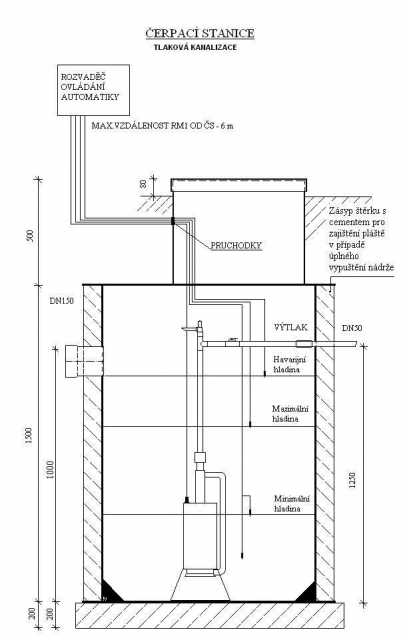 ČERPACÍ STANICE
TLAKOVÁ KANALIZACE
ROZVADĚČ
OVLÁDÁNÍ
AUTOMATIKY
MAX.VZDÁLENOST RM1 OD ČS - 6 m
80
500
PRUCHODKY
Zásyp štěrku s
cementem pro
zajištění pláště
v případě
úplného
vypuštění nádrže
DN150
VÝTLAK
DN50
Havarijní
hladina
Maximální
hladina
Minimální
hladina
1500
1000
1250
200
200